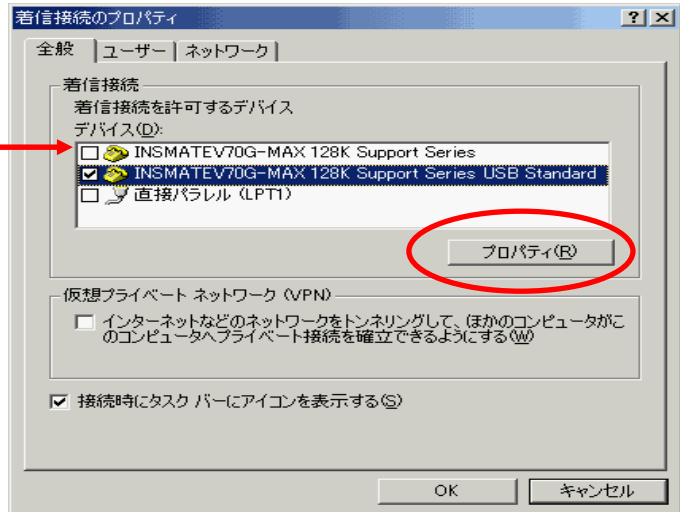 着信接続のプロパティ
全般 ユーザー ネットワーク
着信接続
着信接続を許可するデバイス
デバイス(D):
INSMATEV70G-MAX 128K Support Series
INSMATEV70G-MAX 128K Support Series USB Standard
直接パラレル (LPT1)
プロパティ(R)
仮想プライベート ネットワーク (VPN)
インターネットなどのネットワークをトンネリングして、ほかのコンピュータがこ
のコンピュータへプライベート接続を確立できるようにする(W)
接続時にタスク バーにアイコンを表示する(S)
OK キャンセル